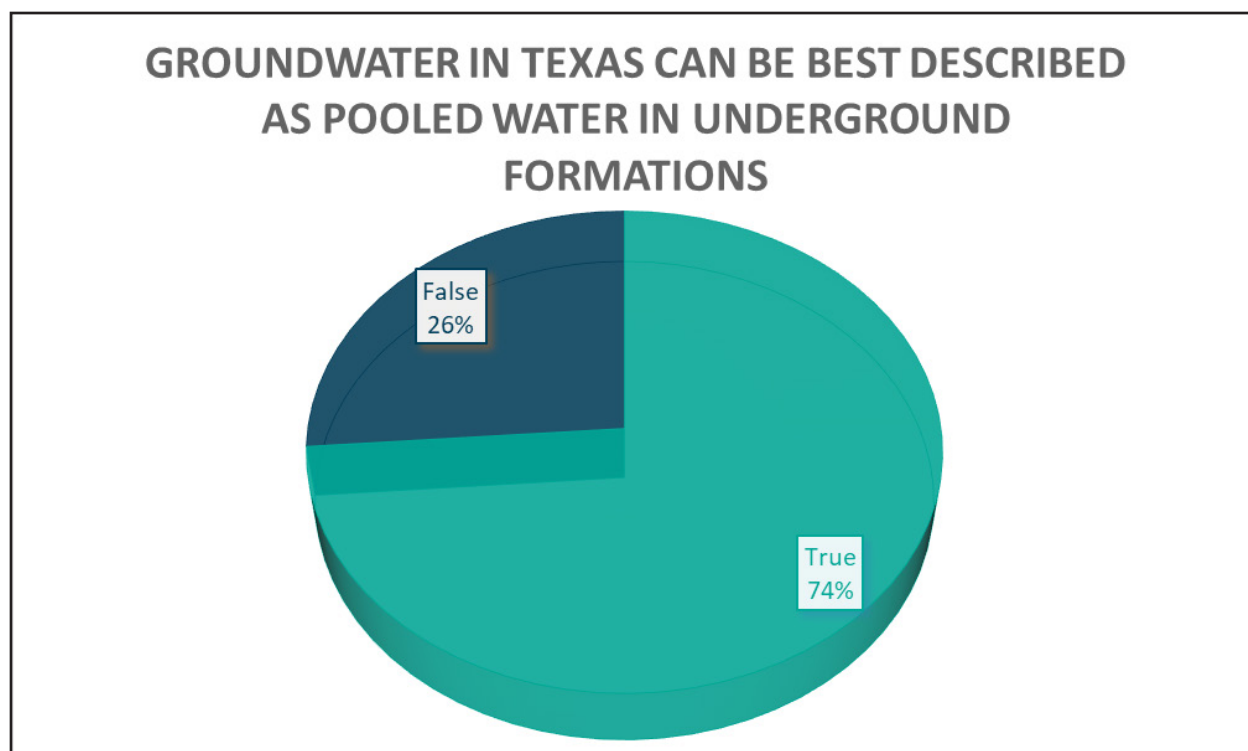 GROUNDWATER IN TEXAS CAN BE BEST DESCRIBED
AS POOLED WATER IN UNDERGROUND
FORMATIONS
False
26%
True
74%